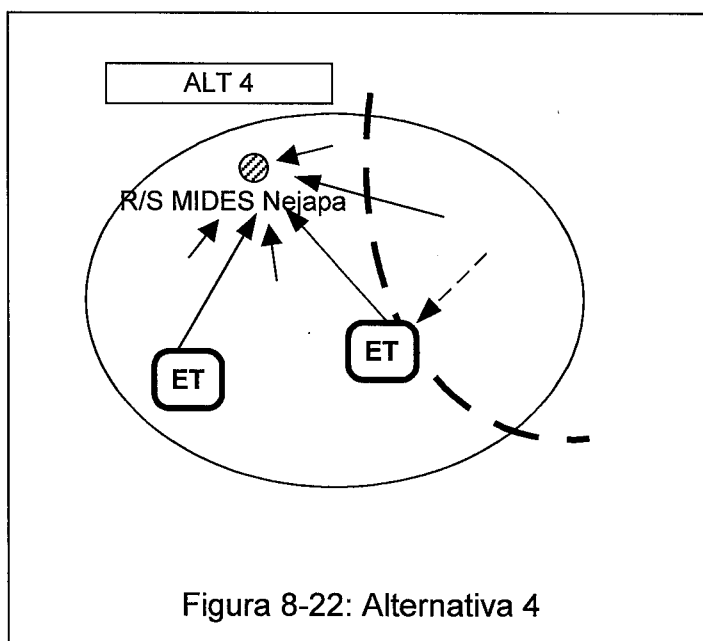 ALT 4
R/S MIDES Nejapa
ET
ET
Figura 8-22: Alternativa 4